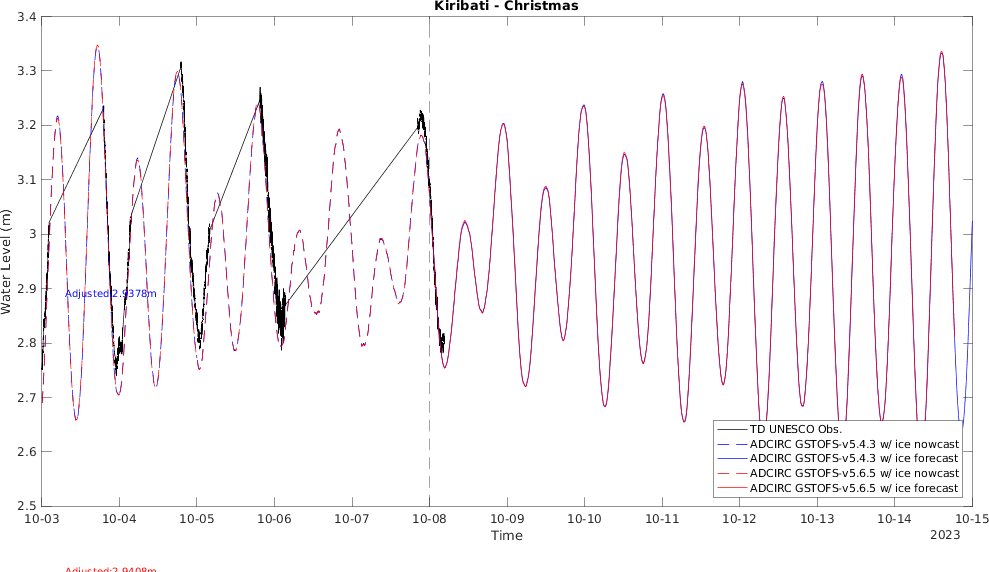 Kiribati - Christmas
3.4
3.3
3.2
3.1
3
2.9
2.8
2.7
2.6
2.5
Water Level (m)
Adjusted:2.9378m
TD UNESCO Obs.
ADCIRC GSTOFS-v5.4.3 w/ ice nowcast
ADCIRC GSTOFS-v5.4.3 w/ ice forecast
ADCIRC GSTOFS-v5.6.5 w/ ice nowcast
ADCIRC GSTOFS-v5.6.5 w/ ice forecast
10-03 10-04 10-05 10-06 10-07 10-08 10-09 10-10 10-11 10-12 10-13 10-14 10-15
Time
2023
Adjusted:2.9408m